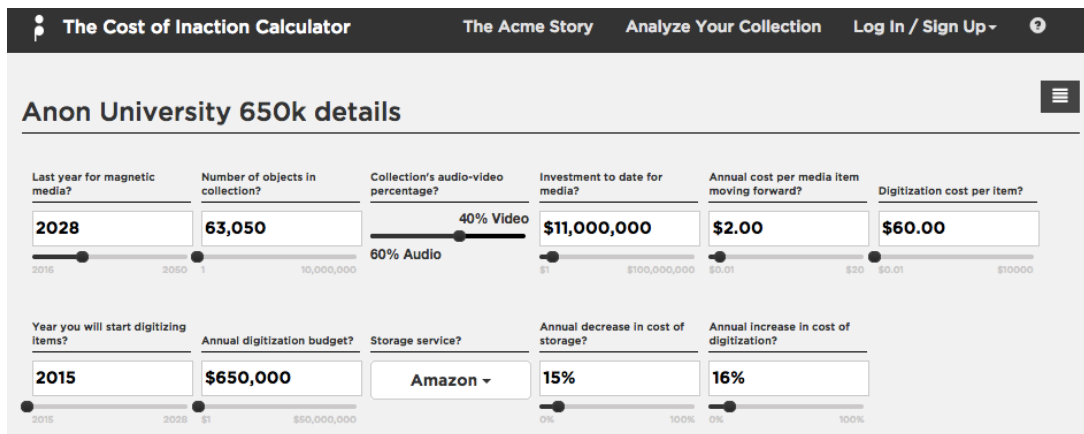 The Cost of Inaction Calculator The Acme Story Analyze Your Collection Log In / Sign Up ?
Anon University 650k details
Last year for magnetic media?
2028
2016 2050
Number of objects in collection?
63,050
1 10,000,000
Collection's audio-video percentage?
40% Video
60% Audio
Investment to date for media?
$11,000,000
$1 $100,000,000
Annual cost per media item moving forward?
$2.00
$0.01 $20
Digitization cost per item?
$60.00
$0.01 $10000
Year you will start digitizing items?
2015
2015 2028
Annual digitization budget?
$650,000
$1 $50,000,000
Storage service?
Amazon
Annual decrease in cost of storage?
15%
0% 100%
Annual increase in cost of digitization?
16%
0% 100%